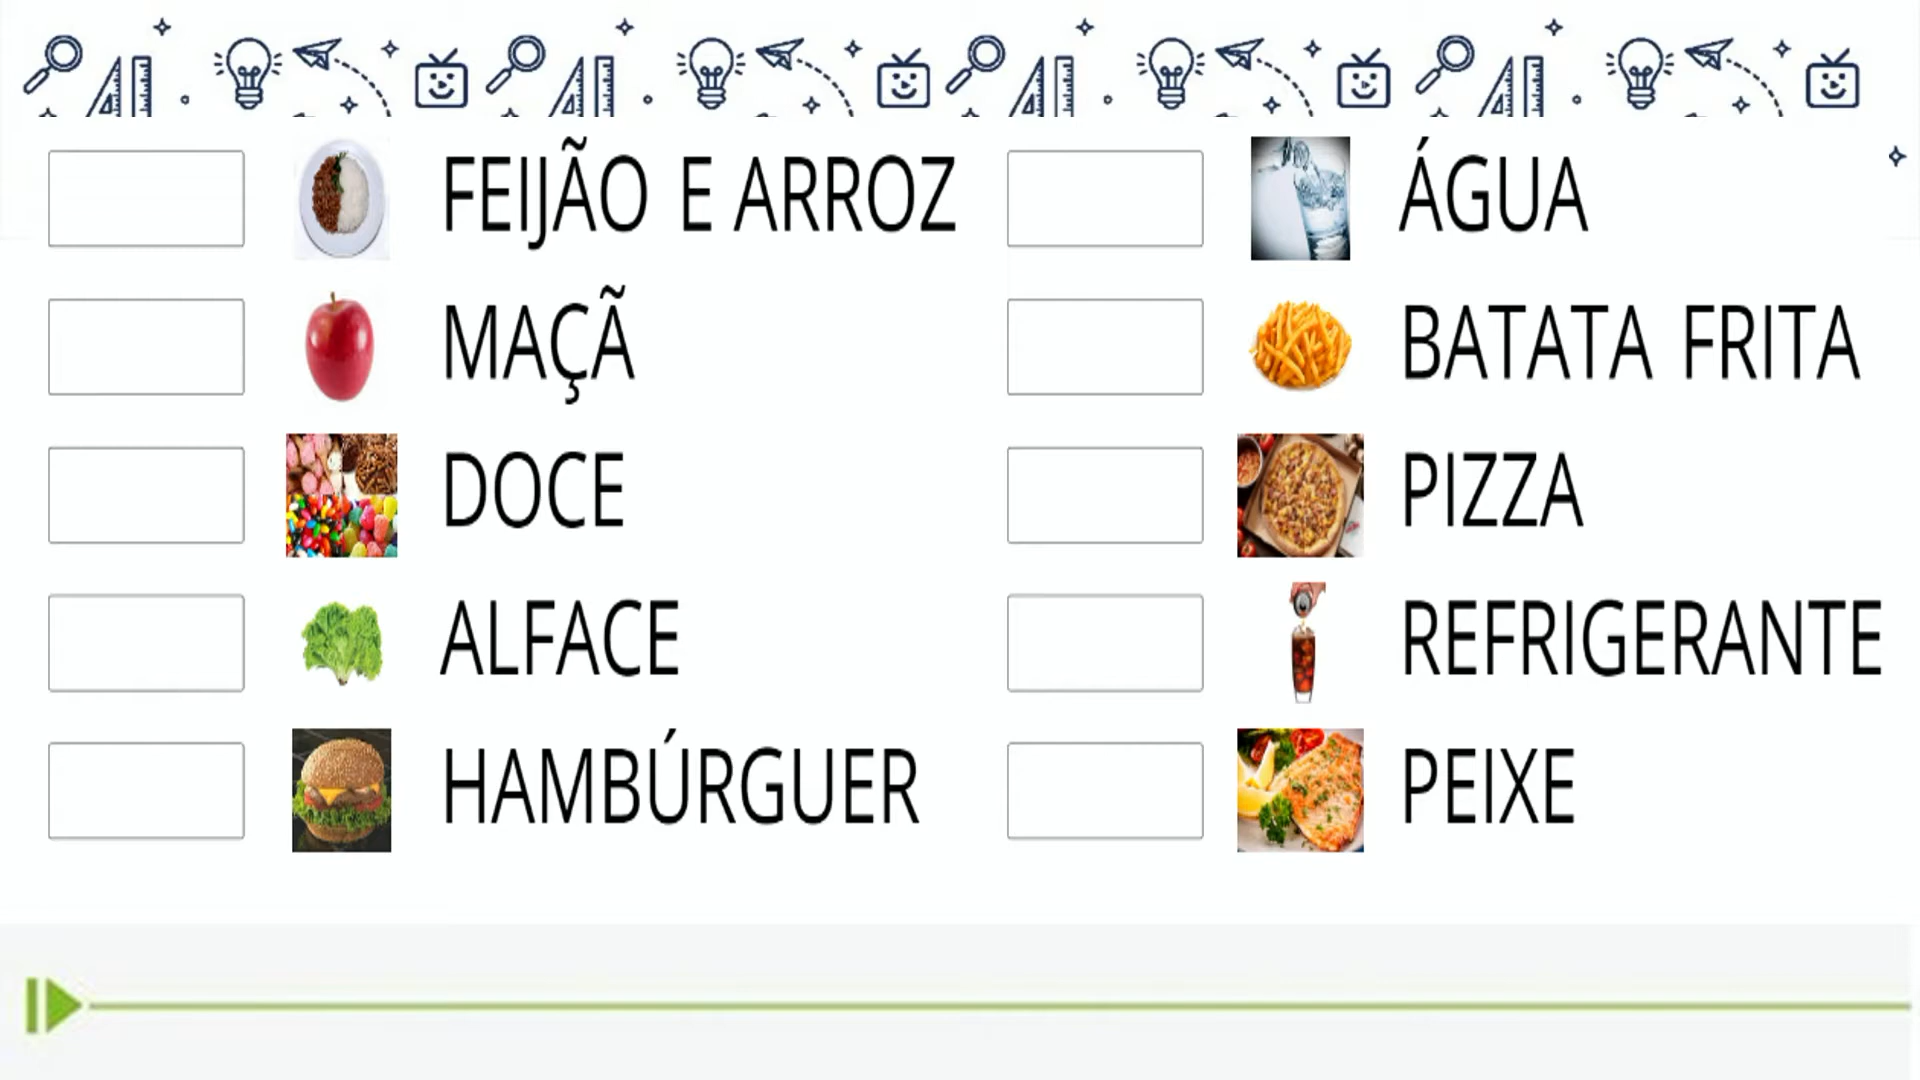 FEIJÃO E ARROZ
MAÇÃ
DOCE
ALFACE
HAMBÚRGUER
ÁGUA
BATATA FRITA
PIZZA
REFRIGERANTE
PEIXE